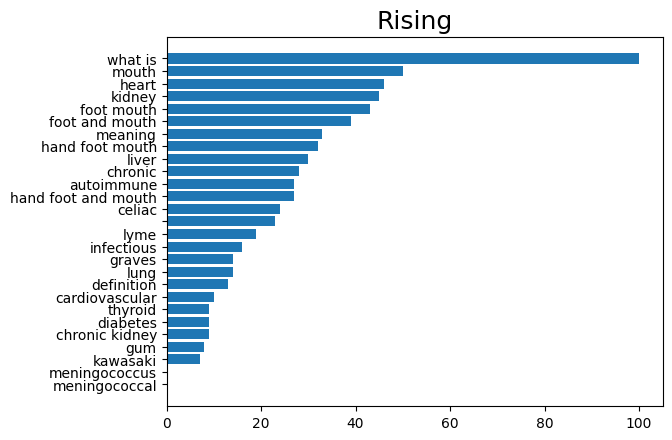 Rising
what is
mouth
heart
kidney
foot mouth
foot and mouth
meaning
hand foot mouth
liver
chronic
autoimmune
hand foot and mouth
celiac
lyme
infectious
graves
lung
definition
cardiovascular
thyroid
diabetes
chronic kidney
gum
kawasaki
meningococcus
meningococcal
0 20 40 60 80 100